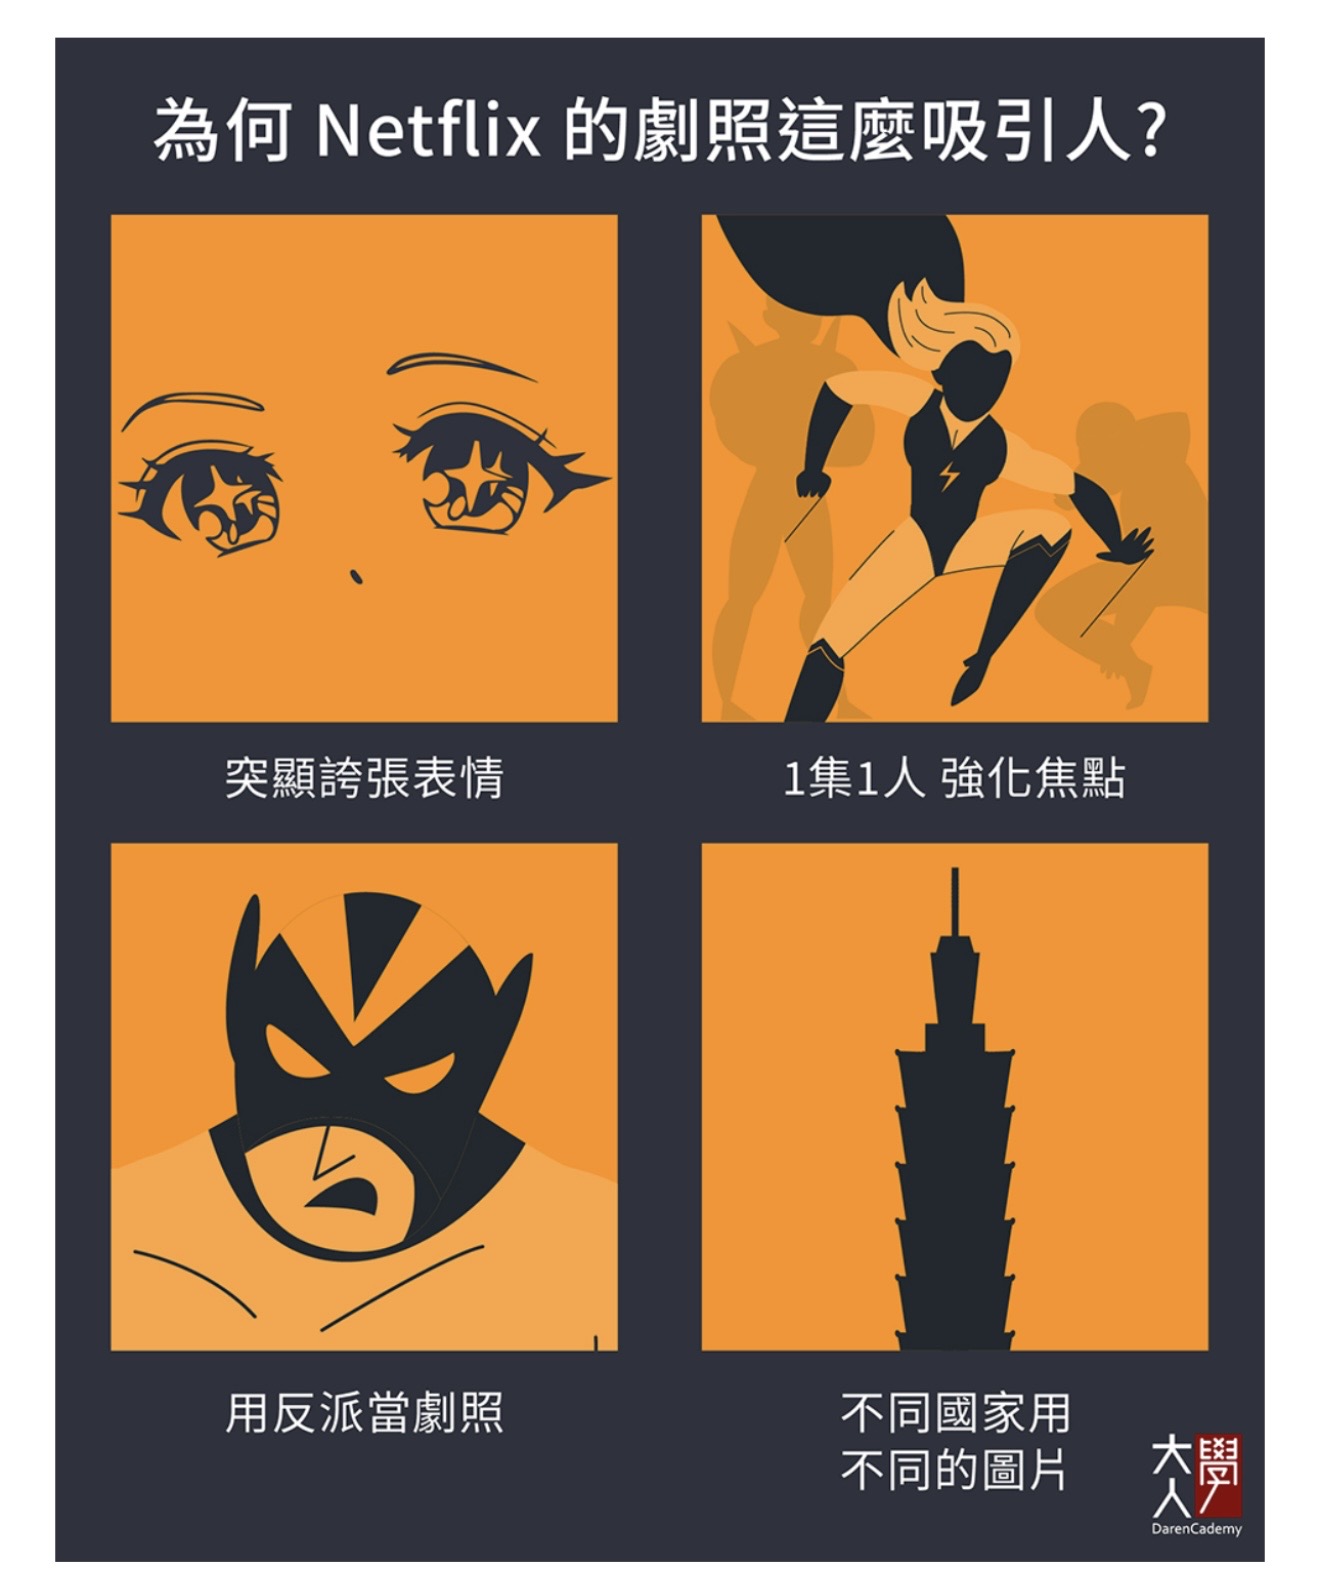 為何 Netflix 的劇照這麼吸引人?
突顯誇張表情
1集1人 強化焦點
用反派當劇照
不同國家用
不同的圖片
大人學
DarenCademy